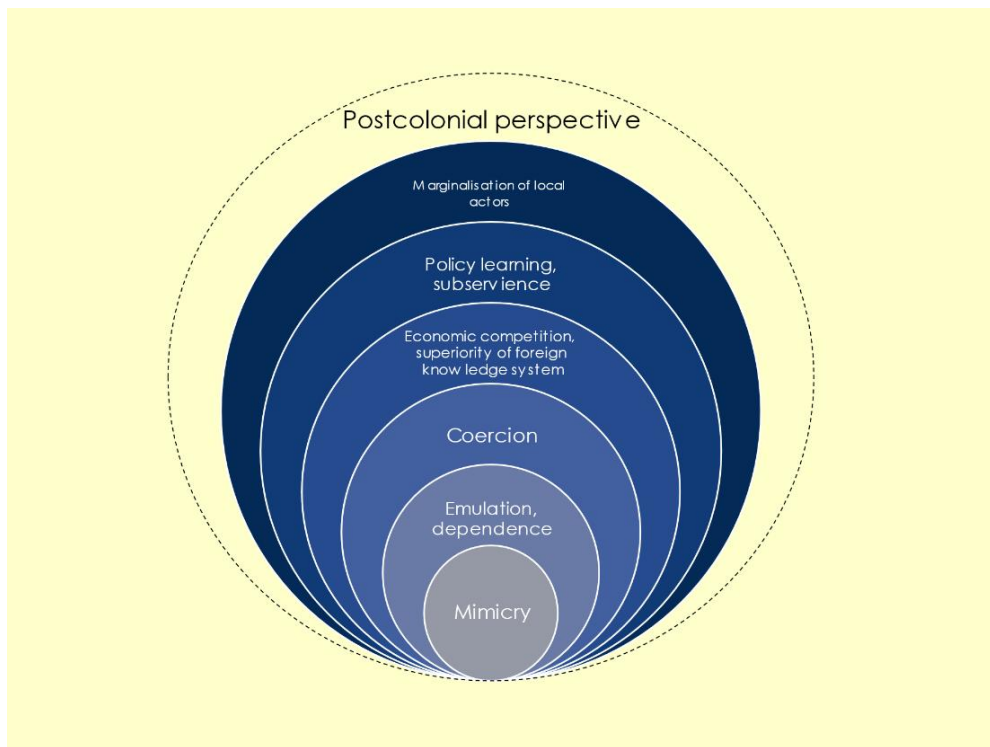 Postcolonial perspective
Marginalisation of local
actors
Policy learning,
subservience
Economic competition,
superiority of foreign
knowledge system
Coercion
Emulation,
dependence
Mimicry